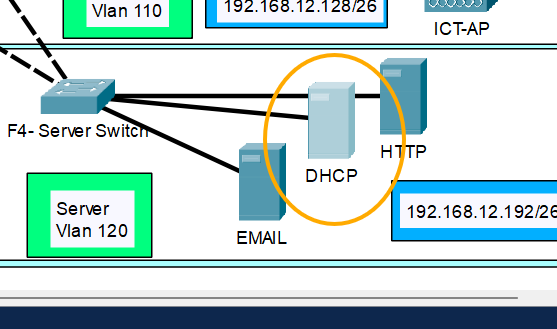 Vlan 110
192.168.12.128/26
ICT-AP
F4- Server Switch
HTTP
DHCP
Server
Vlan 120
192.168.12.192/26
EMAIL